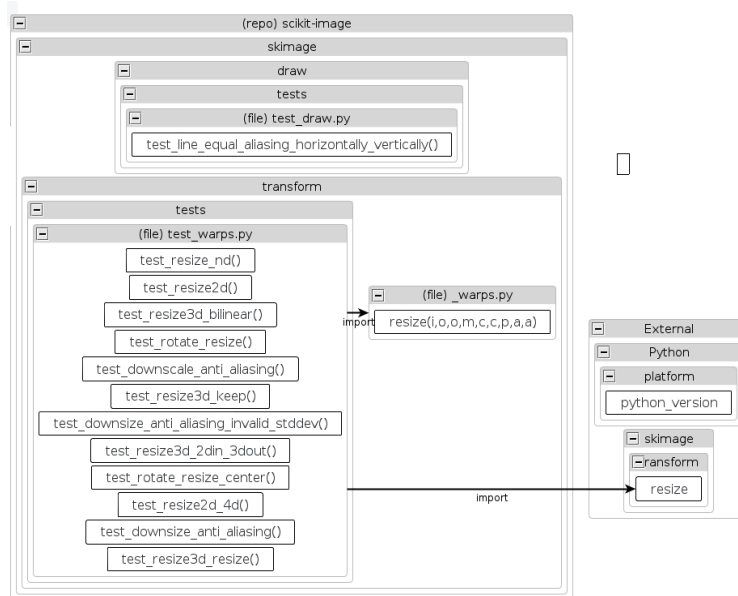 (repo) scikit-image
skimage
draw
tests
(file) test_draw.py
test_line_equal_aliasing_horizontally_vertically()
transform
tests
(file) test_warps.py
test_resize_nd()
test_resize2d()
test_resize3d_bilinear()
test_rotate_resize()
test_downscale_anti_aliasing()
test_resize3d_keep()
test_downsize_anti_aliasing_invalid_stddev()
test_resize3d_2din_3dout()
test_rotate_resize_center()
test_resize2d_4d()
test_downsize_anti_aliasing()
test_resize3d_resize()
import
(file) _warps.py
resize(i,o,o,m,c,c,p,a,a)
import
External
Python
platform
python_version
skimage
ransform
resize